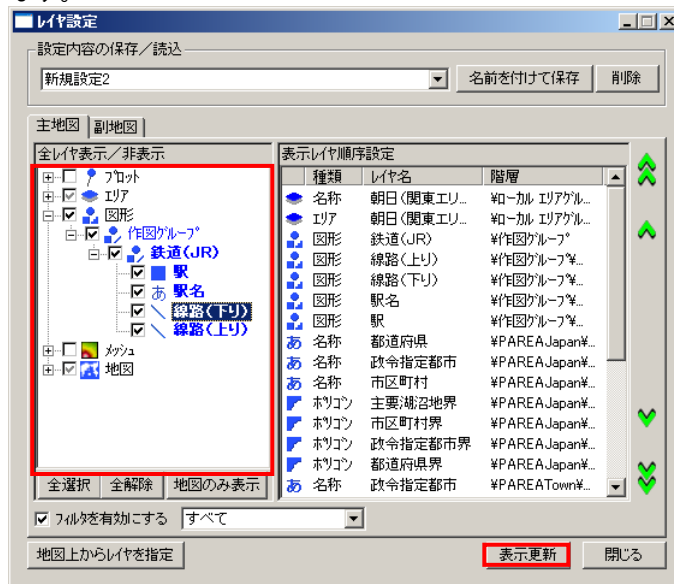 レイヤ設定
設定内容の保存／読込
新規設定2
名前を付けて保存
削除
主地図
副地図
全レイヤ表示／非表示
プロット
エリア
図形
作図グループ
鉄道(JR)
駅
あ 駅名
線路(下り)
線路(上り)
メッシュ
地図
全選択
全解除
地図のみ表示
表示レイヤ順序設定
種類 レイヤ名 階層
名称 朝日(関東エリ... ¥ローカル エリアグル...
エリア 朝日(関東エリ... ¥ローカル エリアグル...
図形 鉄道(JR) ¥作図グループ
図形 線路(上り) ¥作図グループ¥...
図形 線路(下り) ¥作図グループ¥...
図形 駅名 ¥作図グループ¥...
図形 駅 ¥作図グループ¥...
あ 名称 都道府県 ¥PAREAJapan¥...
あ 名称 政令指定都市 ¥PAREAJapan¥...
あ 名称 市区町村 ¥PAREAJapan¥...
ポリゴン 主要湖沼地界 ¥PAREAJapan¥...
ポリゴン 市区町村界 ¥PAREAJapan¥...
ポリゴン 政令指定都市界 ¥PAREAJapan¥...
ポリゴン 都道府県界 ¥PAREAJapan¥...
あ 名称 政令指定都市 ¥PAREATown¥...
フィルタを有効にする
すべて
地図上からレイヤを指定
表示更新
閉じる